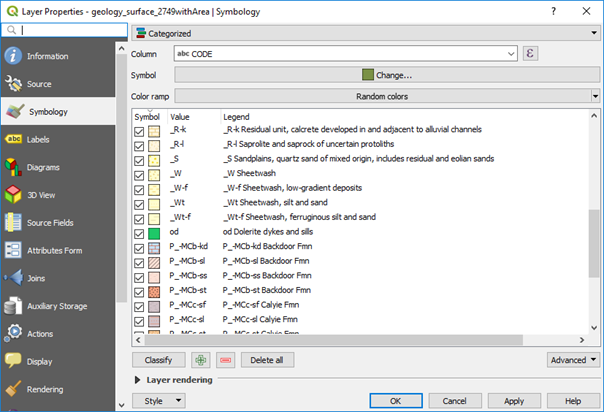 Layer Properties - geology_surface_2749withArea | Symbology
Information
Source
Symbology
abc Labels
Diagrams
3D View
Source Fields
Attributes Form
Joins
Auxiliary Storage
Actions
Display
Rendering
Categorized
Column abc CODE ε
Symbol Change...
Color ramp Random colors
Symbol Value Legend
_R-k _R-k Residual unit, calcrete developed in and adjacent to alluvial channels
_R-l _R-l Saprolite and saprock of uncertain protoliths
_S _S Sandplains, quartz sand of mixed origin, includes residual and eolian sands
_W _W Sheetwash
_W-f _W-f Sheetwash, low-gradient deposits
_Wt _Wt Sheetwash, silt and sand
_Wt-f _Wt-f Sheetwash, ferruginous silt and sand
od od Dolerite dykes and sills
P_-MCb-kd P_-MCb-kd Backdoor Fmn
P_-MCb-sl P_-MCb-sl Backdoor Fmn
P_-MCb-ss P_-MCb-ss Backdoor Fmn
P_-MCb-st P_-MCb-st Backdoor Fmn
P_-MCc-sf P_-MCc-sf Calyie Fmn
P_-MCc-sl P_-MCc-sl Calyie Fmn
P_-MCc-st P_-MCc-st Calyie Fmn
Classify Delete all Advanced
Layer rendering
Style OK Cancel Apply Help